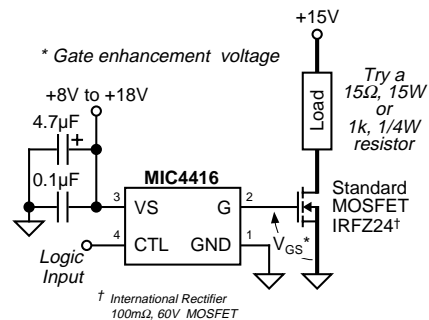 +15V
* Gate enhancement voltage
Try a
15Ω, 15W
or
1k, 1/4W
resistor
Load
+8V to +18V
4.7µF
+
0.1µF
MIC4416
3
VS
G
2
4
CTL
GND
1
Logic
Input
VGS*
Standard
MOSFET
IRFZ24†
† International Rectifier
100mΩ, 60V MOSFET